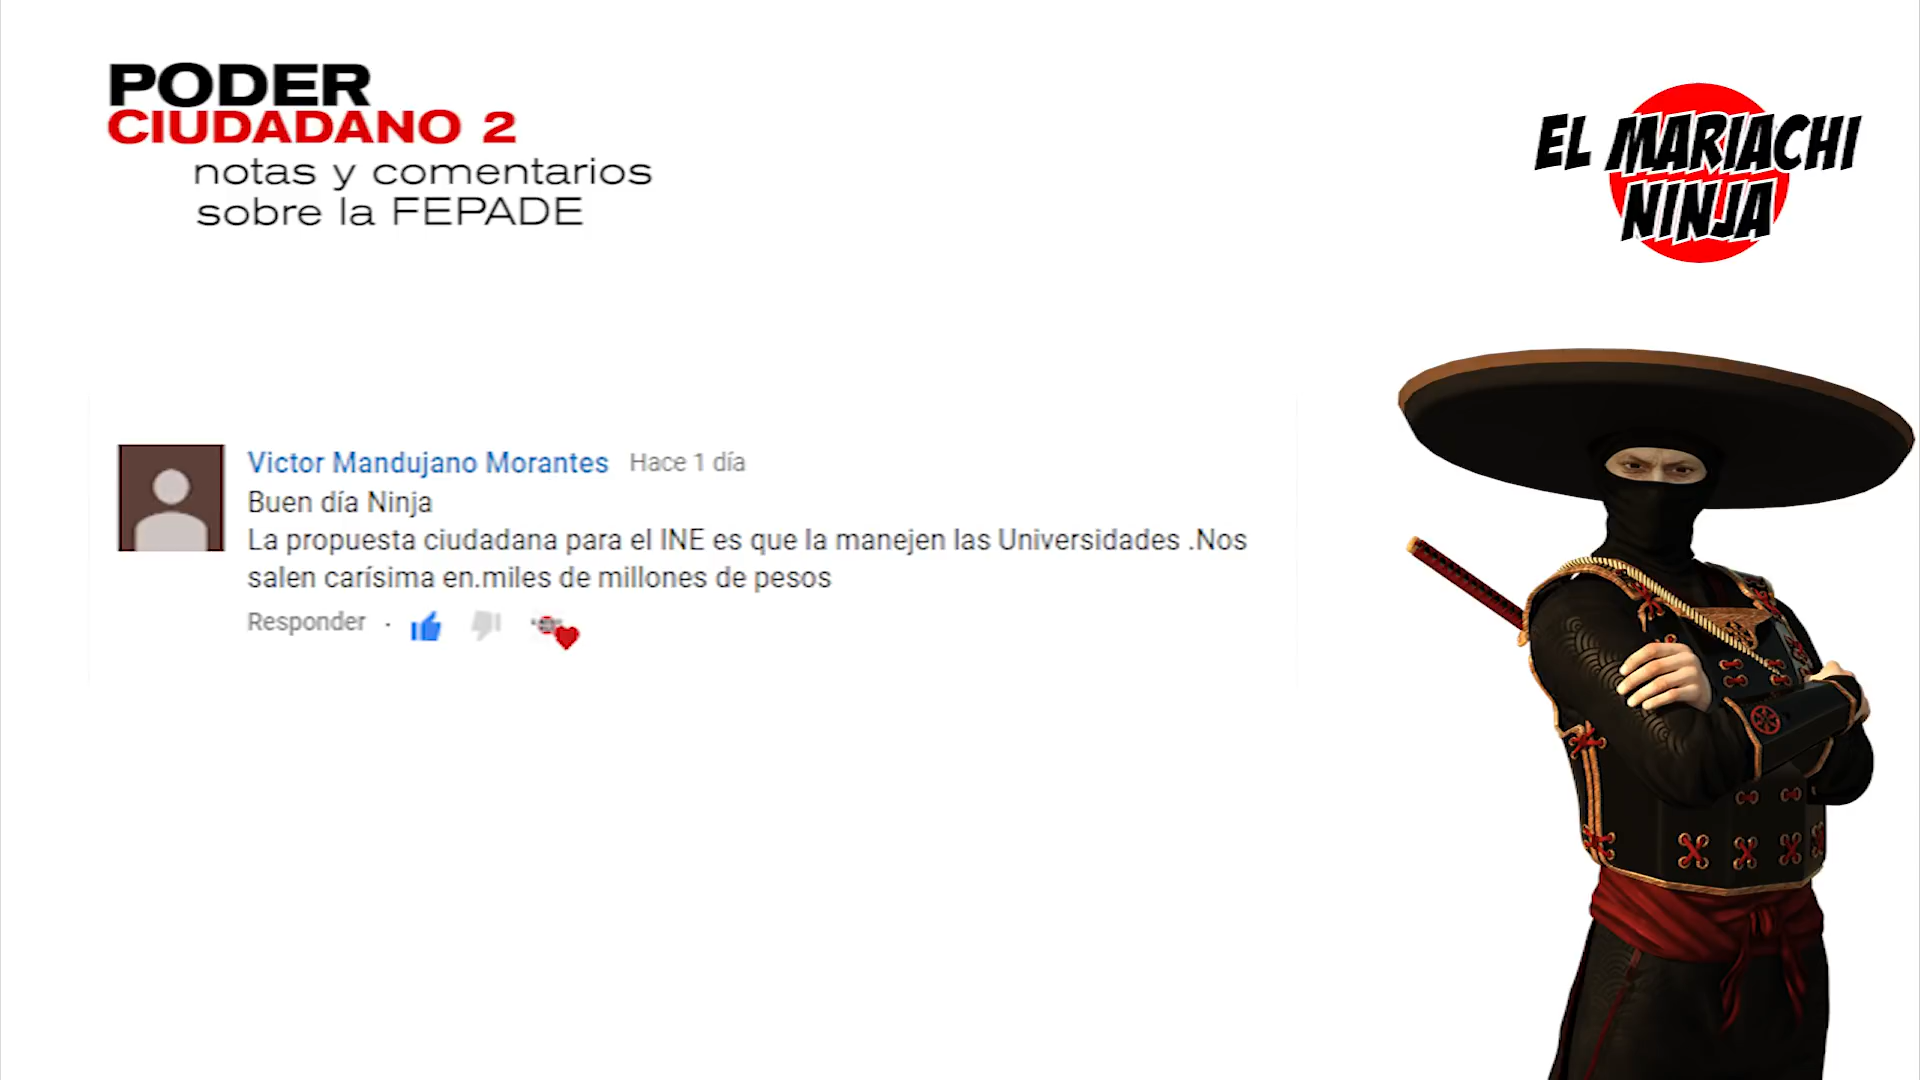 PODER
CIUDADANO 2
notas y comentarios
sobre la FEPADE
EL MARIACHI
NINJA
Victor Mandujano Morantes Hace 1 día
Buen día Ninja
La propuesta ciudadana para el INE es que la manejen las Universidades .Nos
salen carísima en.miles de millones de pesos
Responder ·